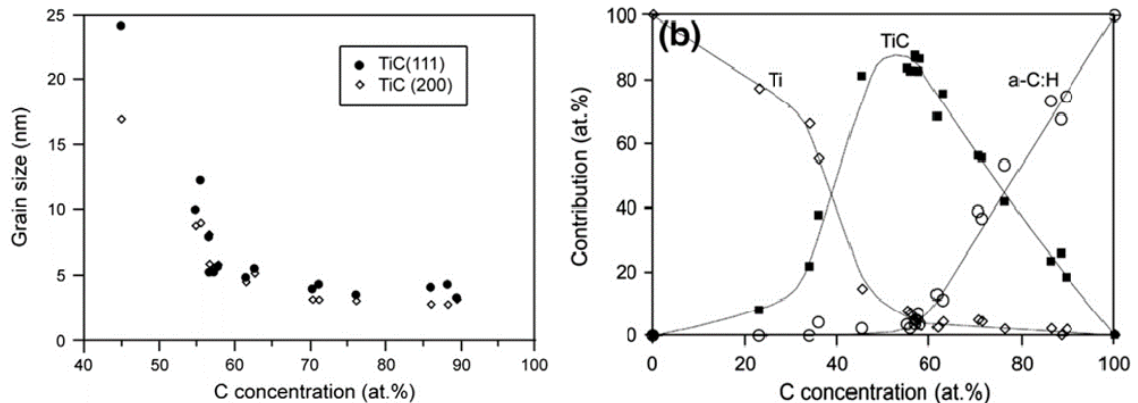 25
20
15
10
5
0
Grain size (nm)
TiC(111)
TiC (200)
40 50 60 70 80 90 100
C concentration (at.%)
(b)
100
80
60
40
20
0
Contribution (at.%)
Ti
TiC
a-C:H
0 20 40 60 80 100
C concentration (at.%)